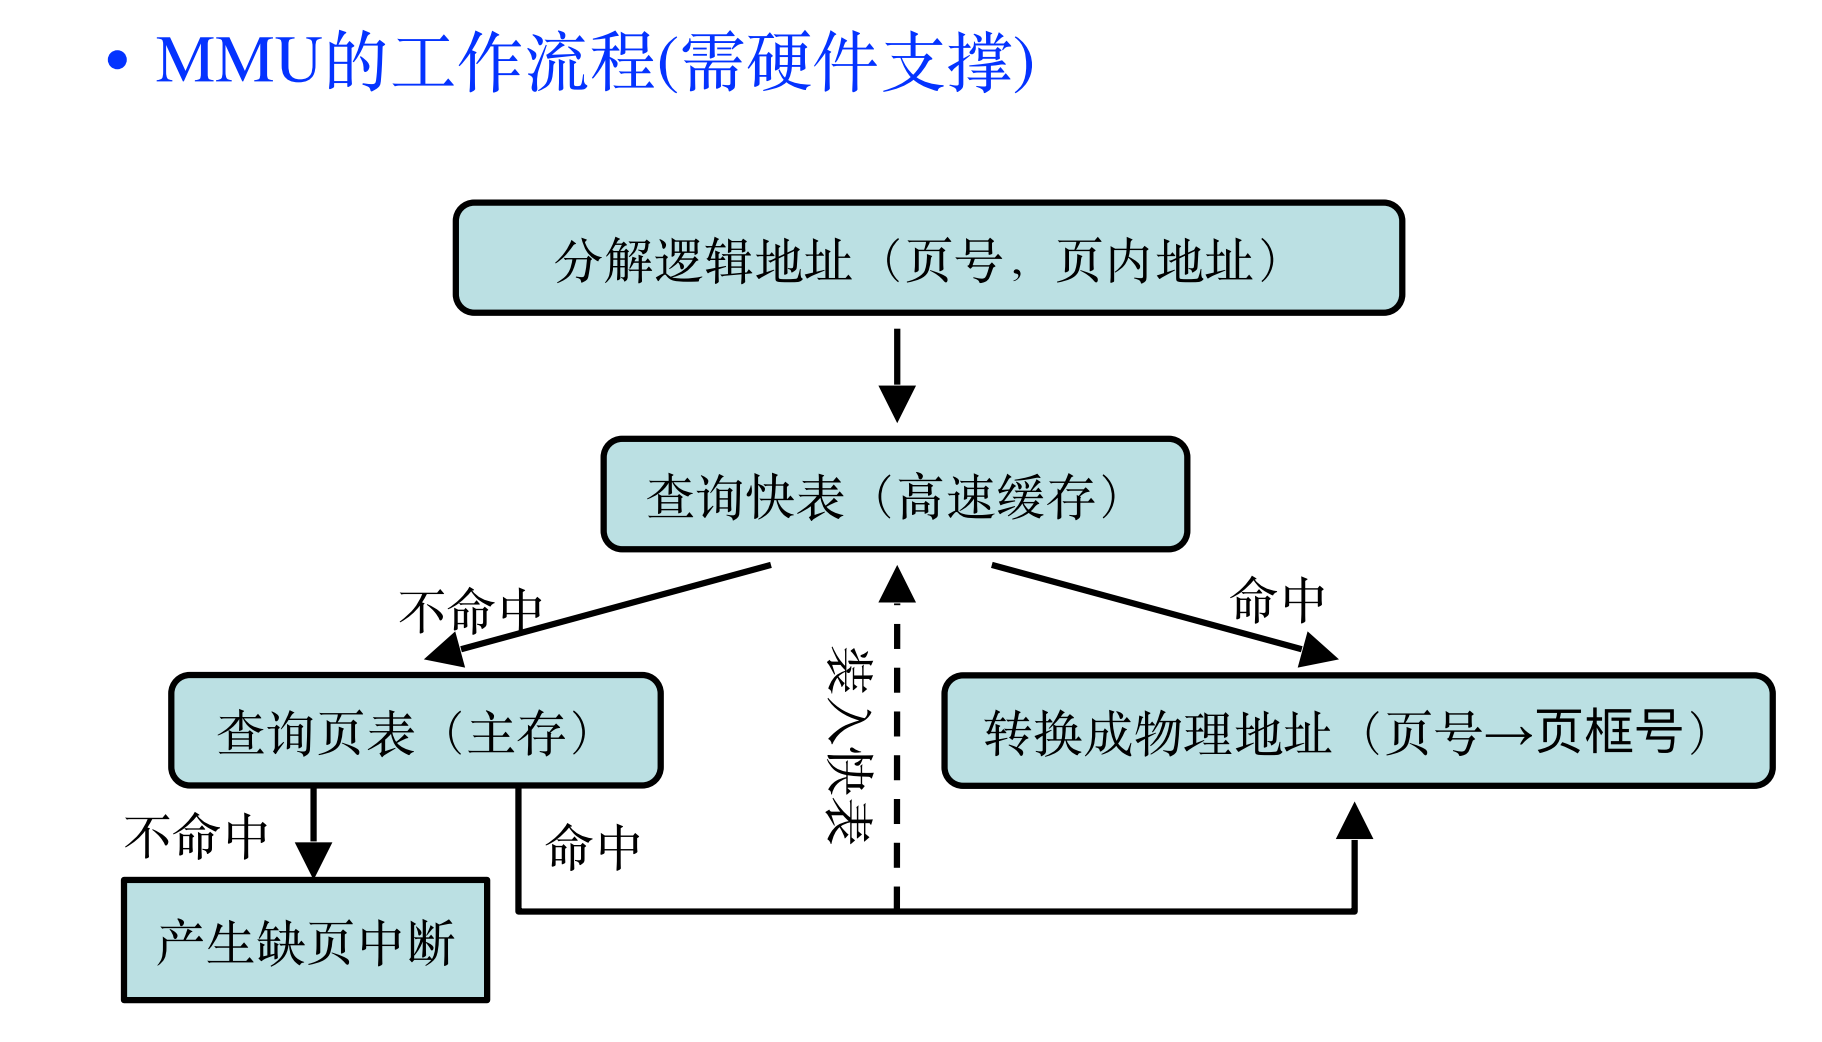 • MMU的工作流程(需硬件支撑)
分解逻辑地址（页号，页内地址）
查询快表（高速缓存）
不命中
命中
装入快表
查询页表（主存）
转换成物理地址（页号→页框号）
不命中
命中
产生缺页中断